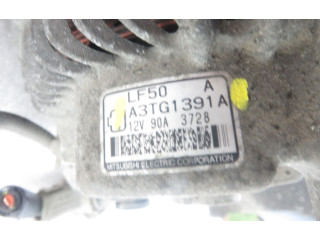 LF50 A
A3TG1391A
12V 90A 3728
MITSUBISHI ELECTRIC CORPORATION